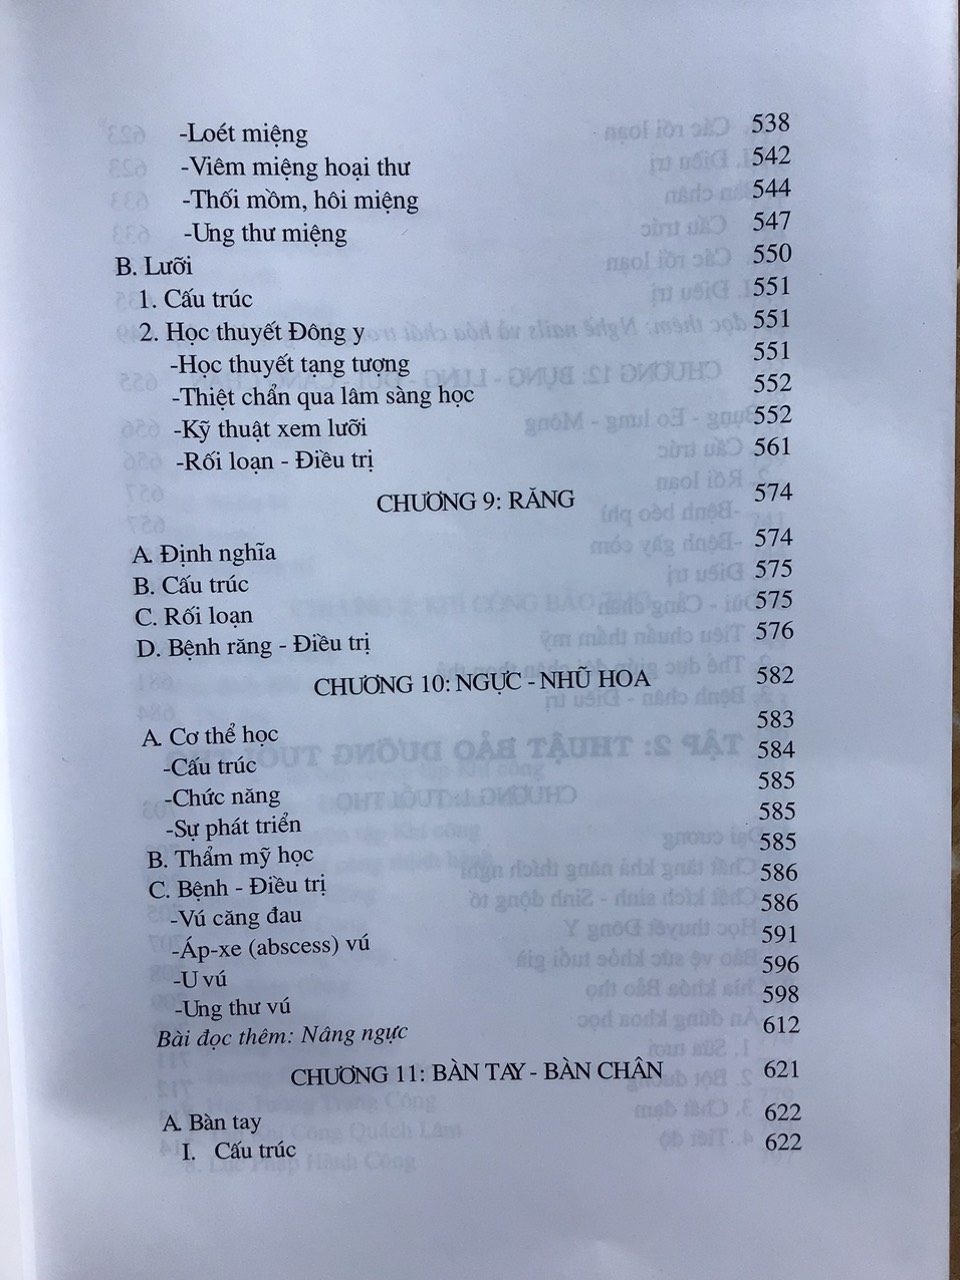 -Loét miệng 538
-Viêm miệng hoại thư 542
-Thối mồm, hôi miệng 544
-Ung thư miệng 547
B. Lưỡi 550
1. Cấu trúc 551
2. Học thuyết Đông y 551
-Học thuyết tạng tượng 551
-Thiệt chẩn qua lâm sàng học 552
-Kỹ thuật xem lưỡi 552
-Rối loạn - Điều trị 561
CHƯƠNG 9: RĂNG 574
A. Định nghĩa 574
B. Cấu trúc 575
C. Rối loạn 575
D. Bệnh răng - Điều trị 576
CHƯƠNG 10: NGỰC - NHŨ HOA 582
A. Cơ thể học 583
-Cấu trúc 584
-Chức năng 585
-Sự phát triển 585
B. Thẩm mỹ học 585
C. Bệnh - Điều trị 586
-Vú căng đau 586
-Áp-xe (abscess) vú 591
-U vú 596
-Ung thư vú 598
Bài đọc thêm: Nâng ngực 612
CHƯƠNG 11: BÀN TAY - BÀN CHÂN 621
A. Bàn tay 622
I. Cấu trúc 622